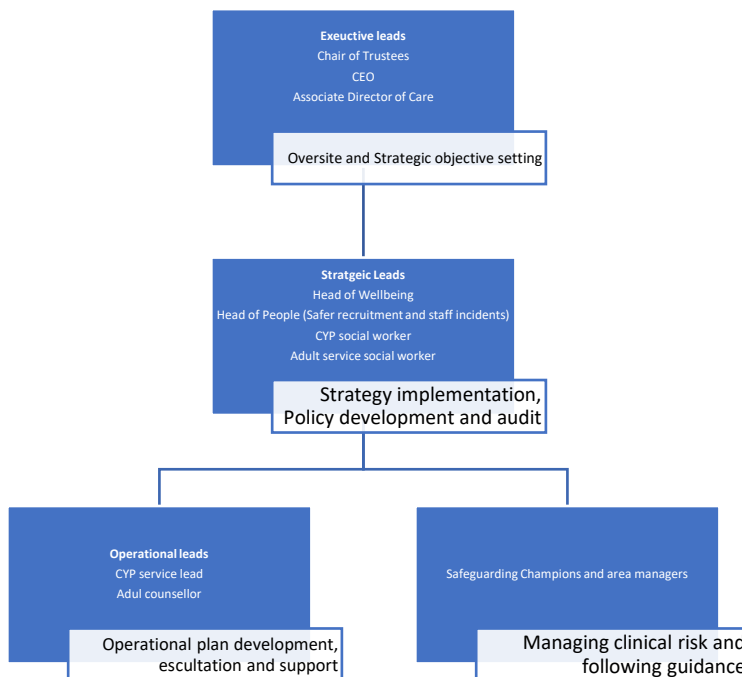 Exeuctive leads
Chair of Trustees
CEO
Associate Director of Care
Oversite and Strategic objective setting
Stratgeic Leads
Head of Wellbeing
Head of People (Safer recruitment and staff incidents)
CYP social worker
Adult service social worker
Strategy implementation,
Policy development and audit
Operational leads
CYP service lead
Adul counsellor
Operational plan development,
escultation and support
Safeguarding Champions and area managers
Managing clinical risk and
following guidance